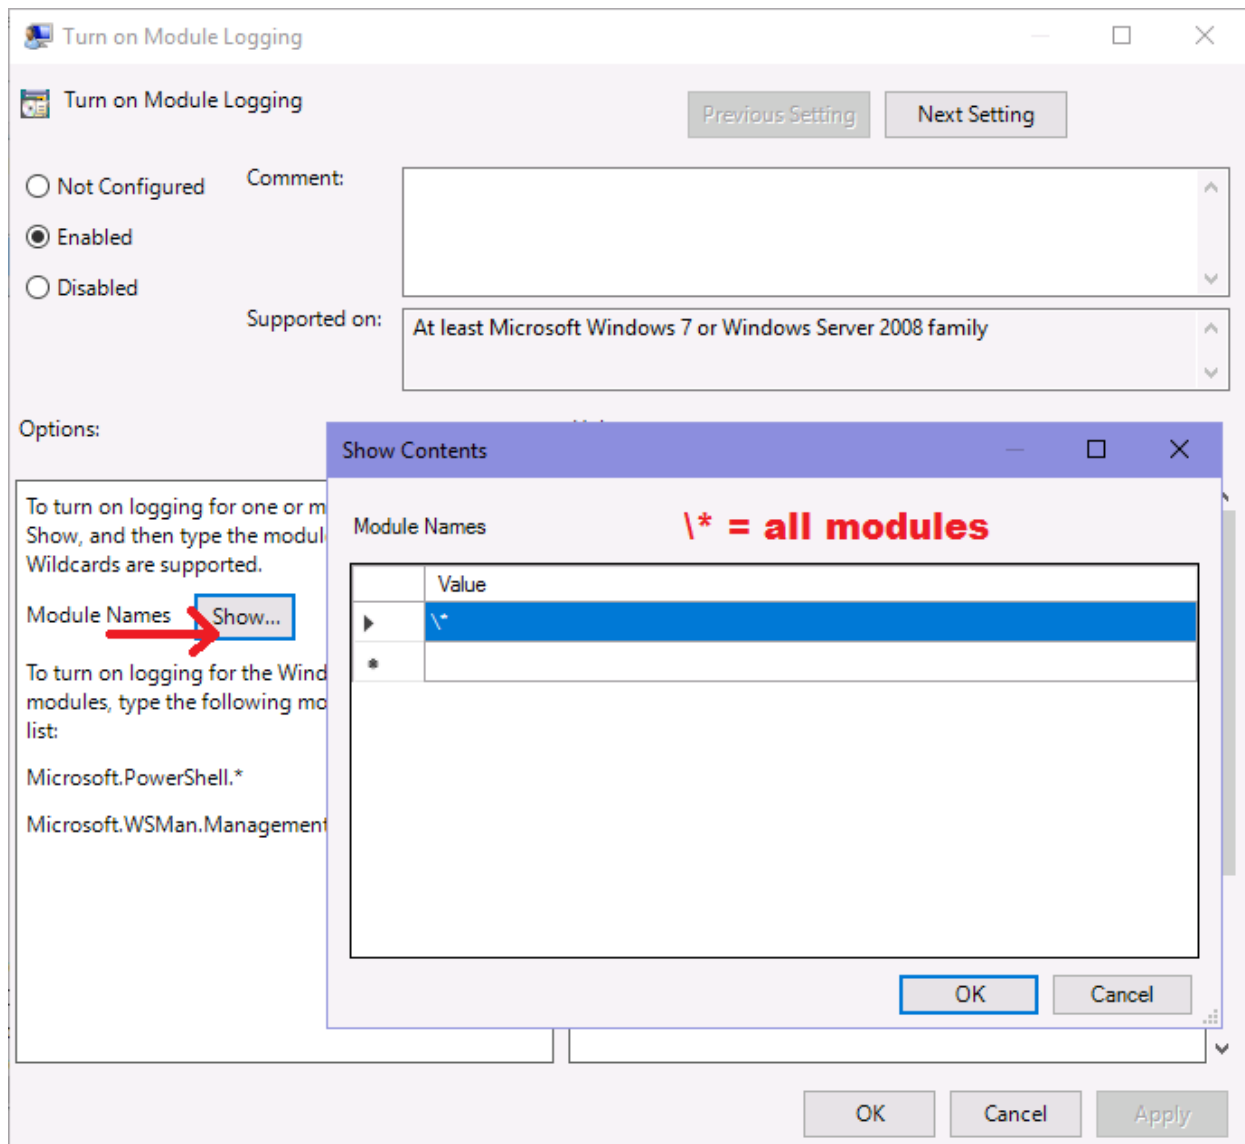 Turn on Module Logging
Turn on Module Logging
Previous Setting
Next Setting
Not Configured
Comment:
Enabled
Disabled
Supported on:
At least Microsoft Windows 7 or Windows Server 2008 family
Options:
Show Contents
To turn on logging for one or m
Show, and then type the modul
Wildcards are supported.
Module Names
Show...
To turn on logging for the Wind
modules, type the following mo
list:
Microsoft.PowerShell.*
Microsoft.WSMan.Management
Module Names
\* = all modules
Value
\*
OK
Cancel
OK
Cancel
Apply